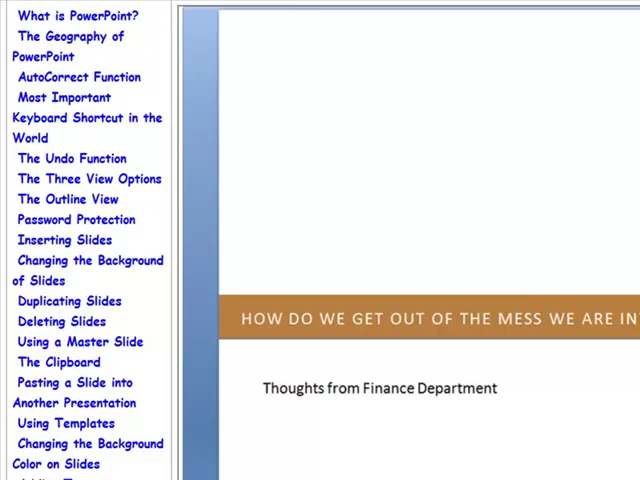 What is PowerPoint?
The Geography of
PowerPoint
AutoCorrect Function
Most Important
Keyboard Shortcut in the
World
The Undo Function
The Three View Options
The Outline View
Password Protection
Inserting Slides
Changing the Background
of Slides
Duplicating Slides
Deleting Slides
Using a Master Slide
The Clipboard
Pasting a Slide into
Another Presentation
Using Templates
Changing the Background
Color on Slides
HOW DO WE GET OUT OF THE MESS WE ARE IN
Thoughts from Finance Department